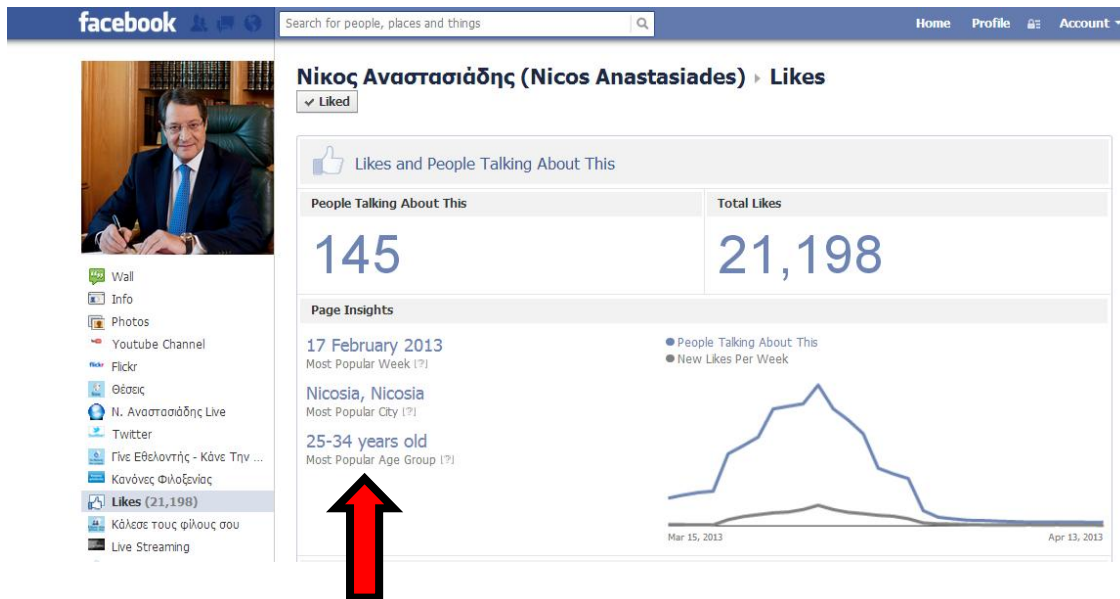 facebook
Search for people, places and things
Home Profile Account
Νίκος Αναστασιάδης (Nicos Anastasiades) Likes
Liked
Likes and People Talking About This
People Talking About This
Total Likes
145
21,198
Page Insights
17 February 2013
Most Popular Week [?]
Nicosia, Nicosia
Most Popular City [?]
25-34 years old
Most Popular Age Group [?]
People Talking About This
New Likes Per Week
Mar 15, 2013
Apr 13, 2013
Wall
Info
Photos
Youtube Channel
flickr Flickr
Θέσεις
Ν. Αναστασιάδης Live
Twitter
Γίνε Εθελοντής - Κάνε Την ...
Κανόνες Φιλοξενίας
Likes (21,198)
Κάλεσε τους φίλους σου
Live Streaming